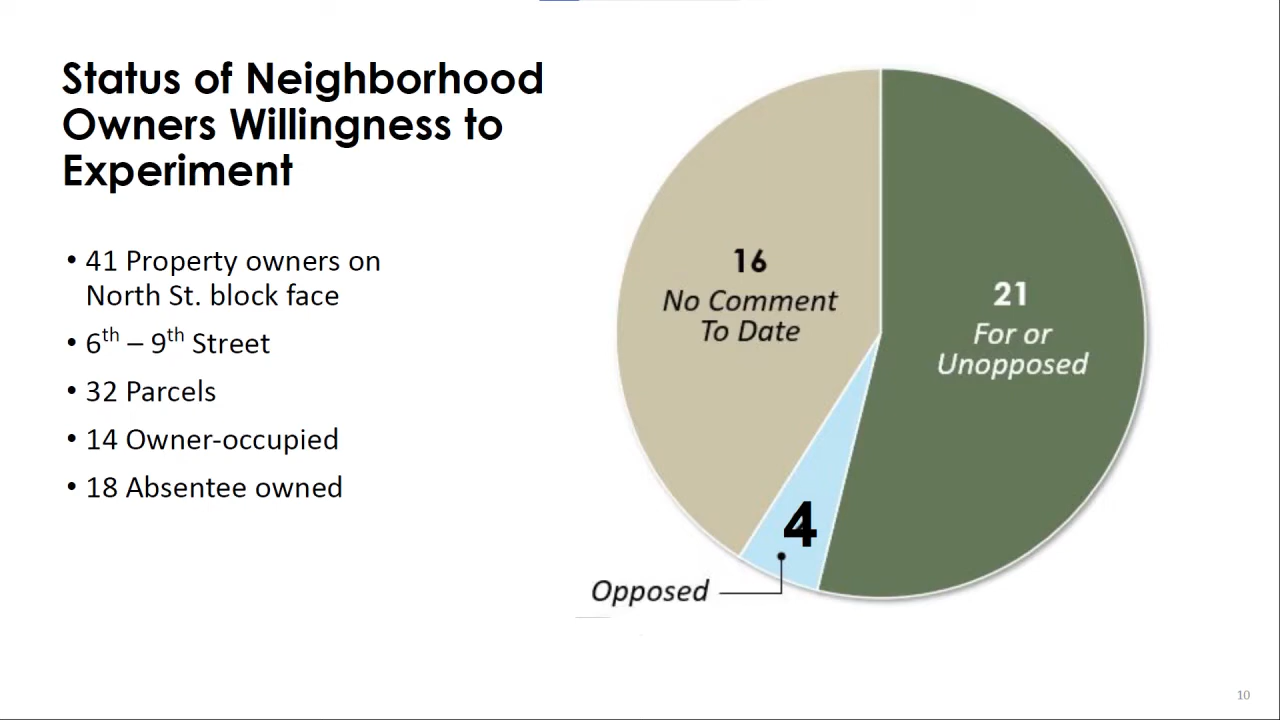 Status of Neighborhood
Owners Willingness to
Experiment
• 41 Property owners on
North St. block face
• 6th – 9th Street
• 32 Parcels
• 14 Owner-occupied
• 18 Absentee owned
16
No Comment
To Date
21
For or
Unopposed
4
Opposed
10